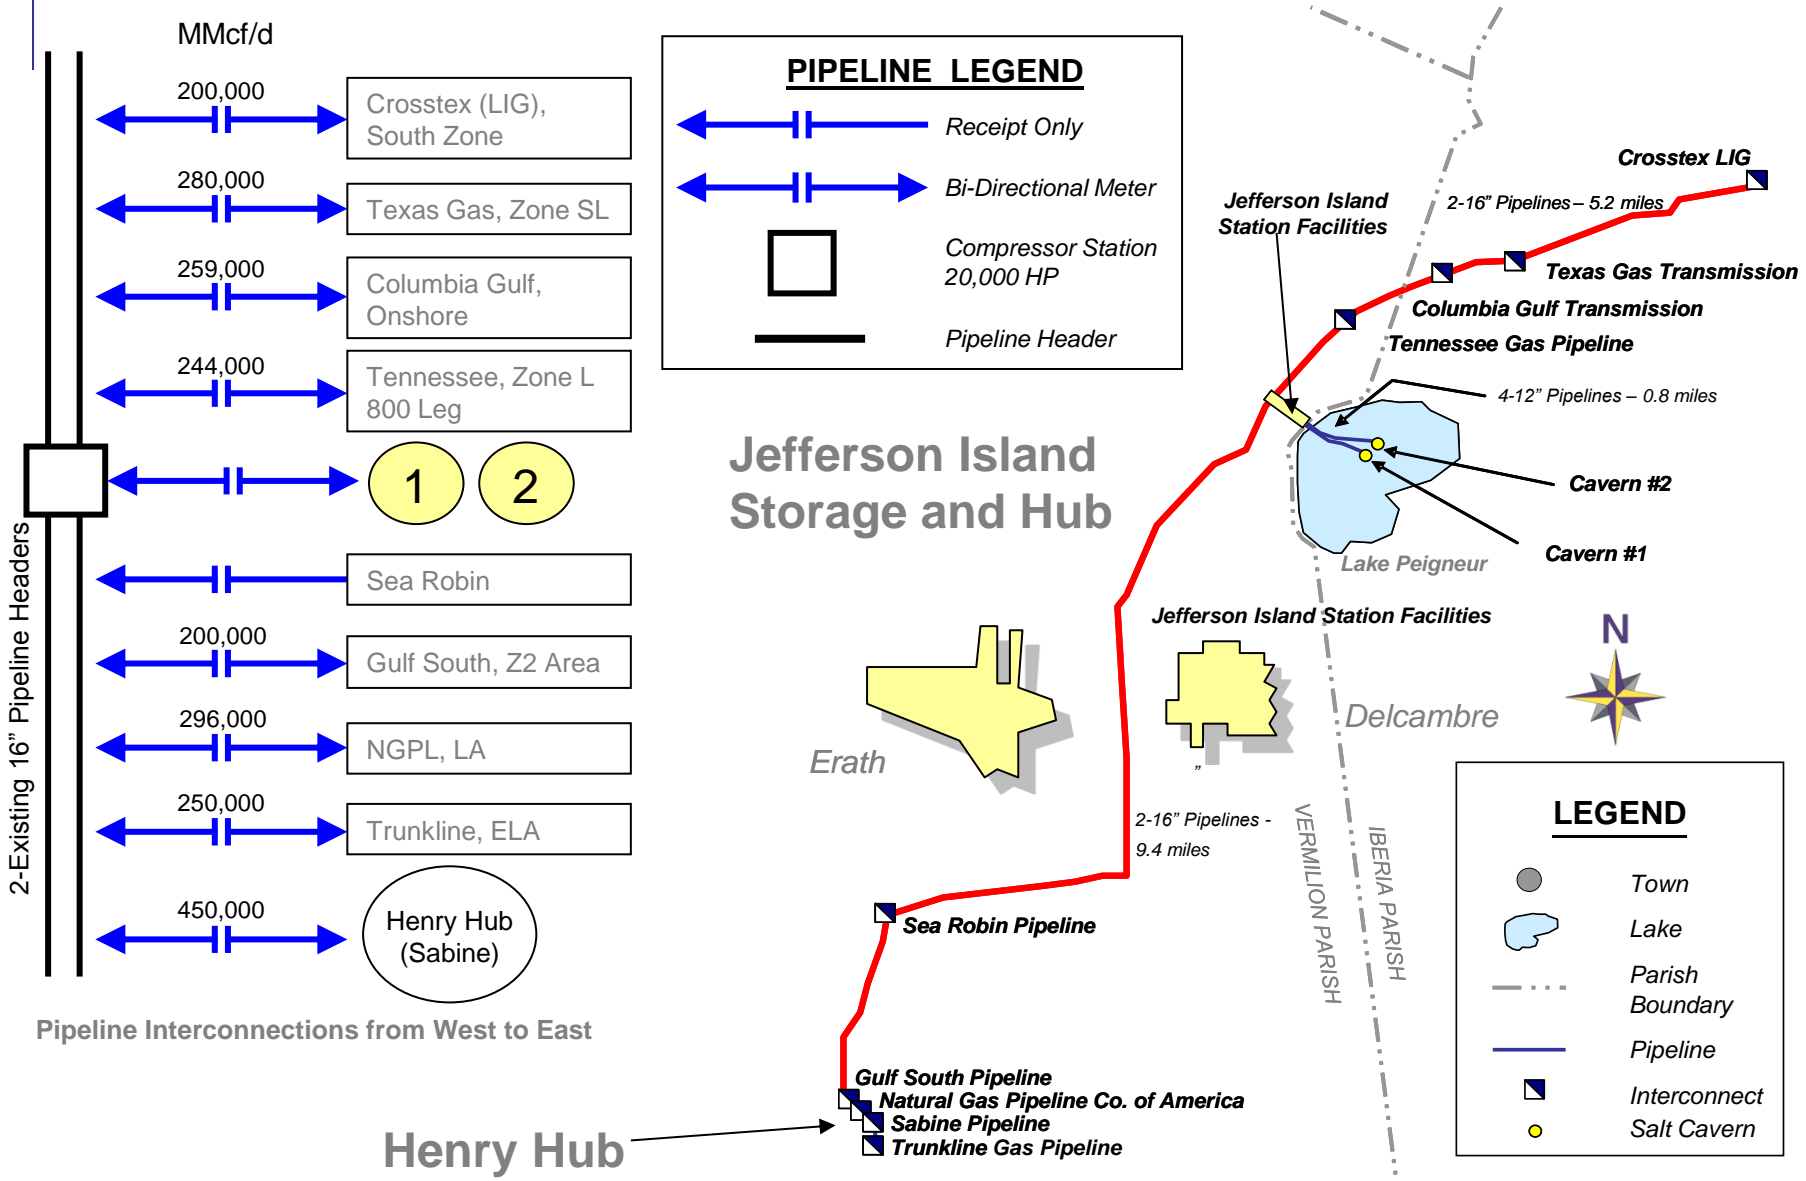 MMcf/d
200,000
Crosstex (LIG),
South Zone
280,000
Texas Gas, Zone SL
259,000
Columbia Gulf,
Onshore
244,000
Tennessee, Zone L
800 Leg
1
2
Sea Robin
200,000
Gulf South, Z2 Area
296,000
NGPL, LA
250,000
Trunkline, ELA
450,000
Henry Hub
(Sabine)
2-Existing 16” Pipeline Headers
Pipeline Interconnections from West to East
PIPELINE LEGEND
Receipt Only
Bi-Directional Meter
Compressor Station
20,000 HP
Pipeline Header
Jefferson Island
Storage and Hub
Crosstex LIG
2-16” Pipelines – 5.2 miles
Jefferson Island
Station Facilities
Texas Gas Transmission
Columbia Gulf Transmission
Tennessee Gas Pipeline
4-12” Pipelines – 0.8 miles
Cavern #2
Cavern #1
Lake Peigneur
Jefferson Island Station Facilities
N
Erath
Delcambre
”
2-16” Pipelines -
9.4 miles
VERMILION PARISH
IBERIA PARISH
Sea Robin Pipeline
Gulf South Pipeline
Natural Gas Pipeline Co. of America
Sabine Pipeline
Trunkline Gas Pipeline
Henry Hub
LEGEND
Town
Lake
Parish
Boundary
Pipeline
Interconnect
Salt Cavern